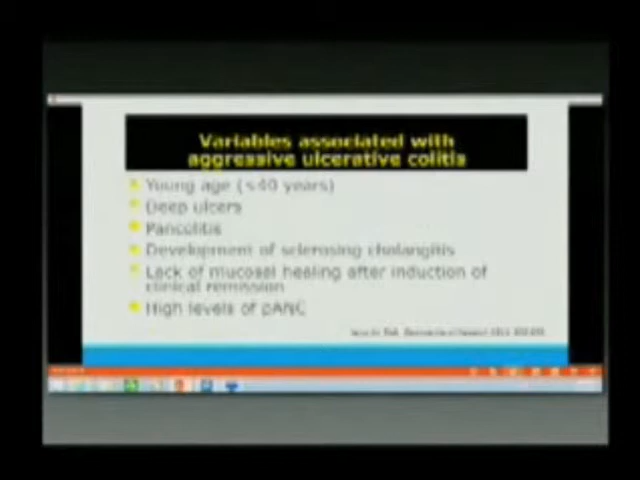 Variables associated with
aggressive ulcerative colitis
Young age (<40 years)
Deep ulcers
Pancolitis
Development of sclerosing cholangitis
Lack of mucosal healing after induction of
clinical remission
High levels of pANC